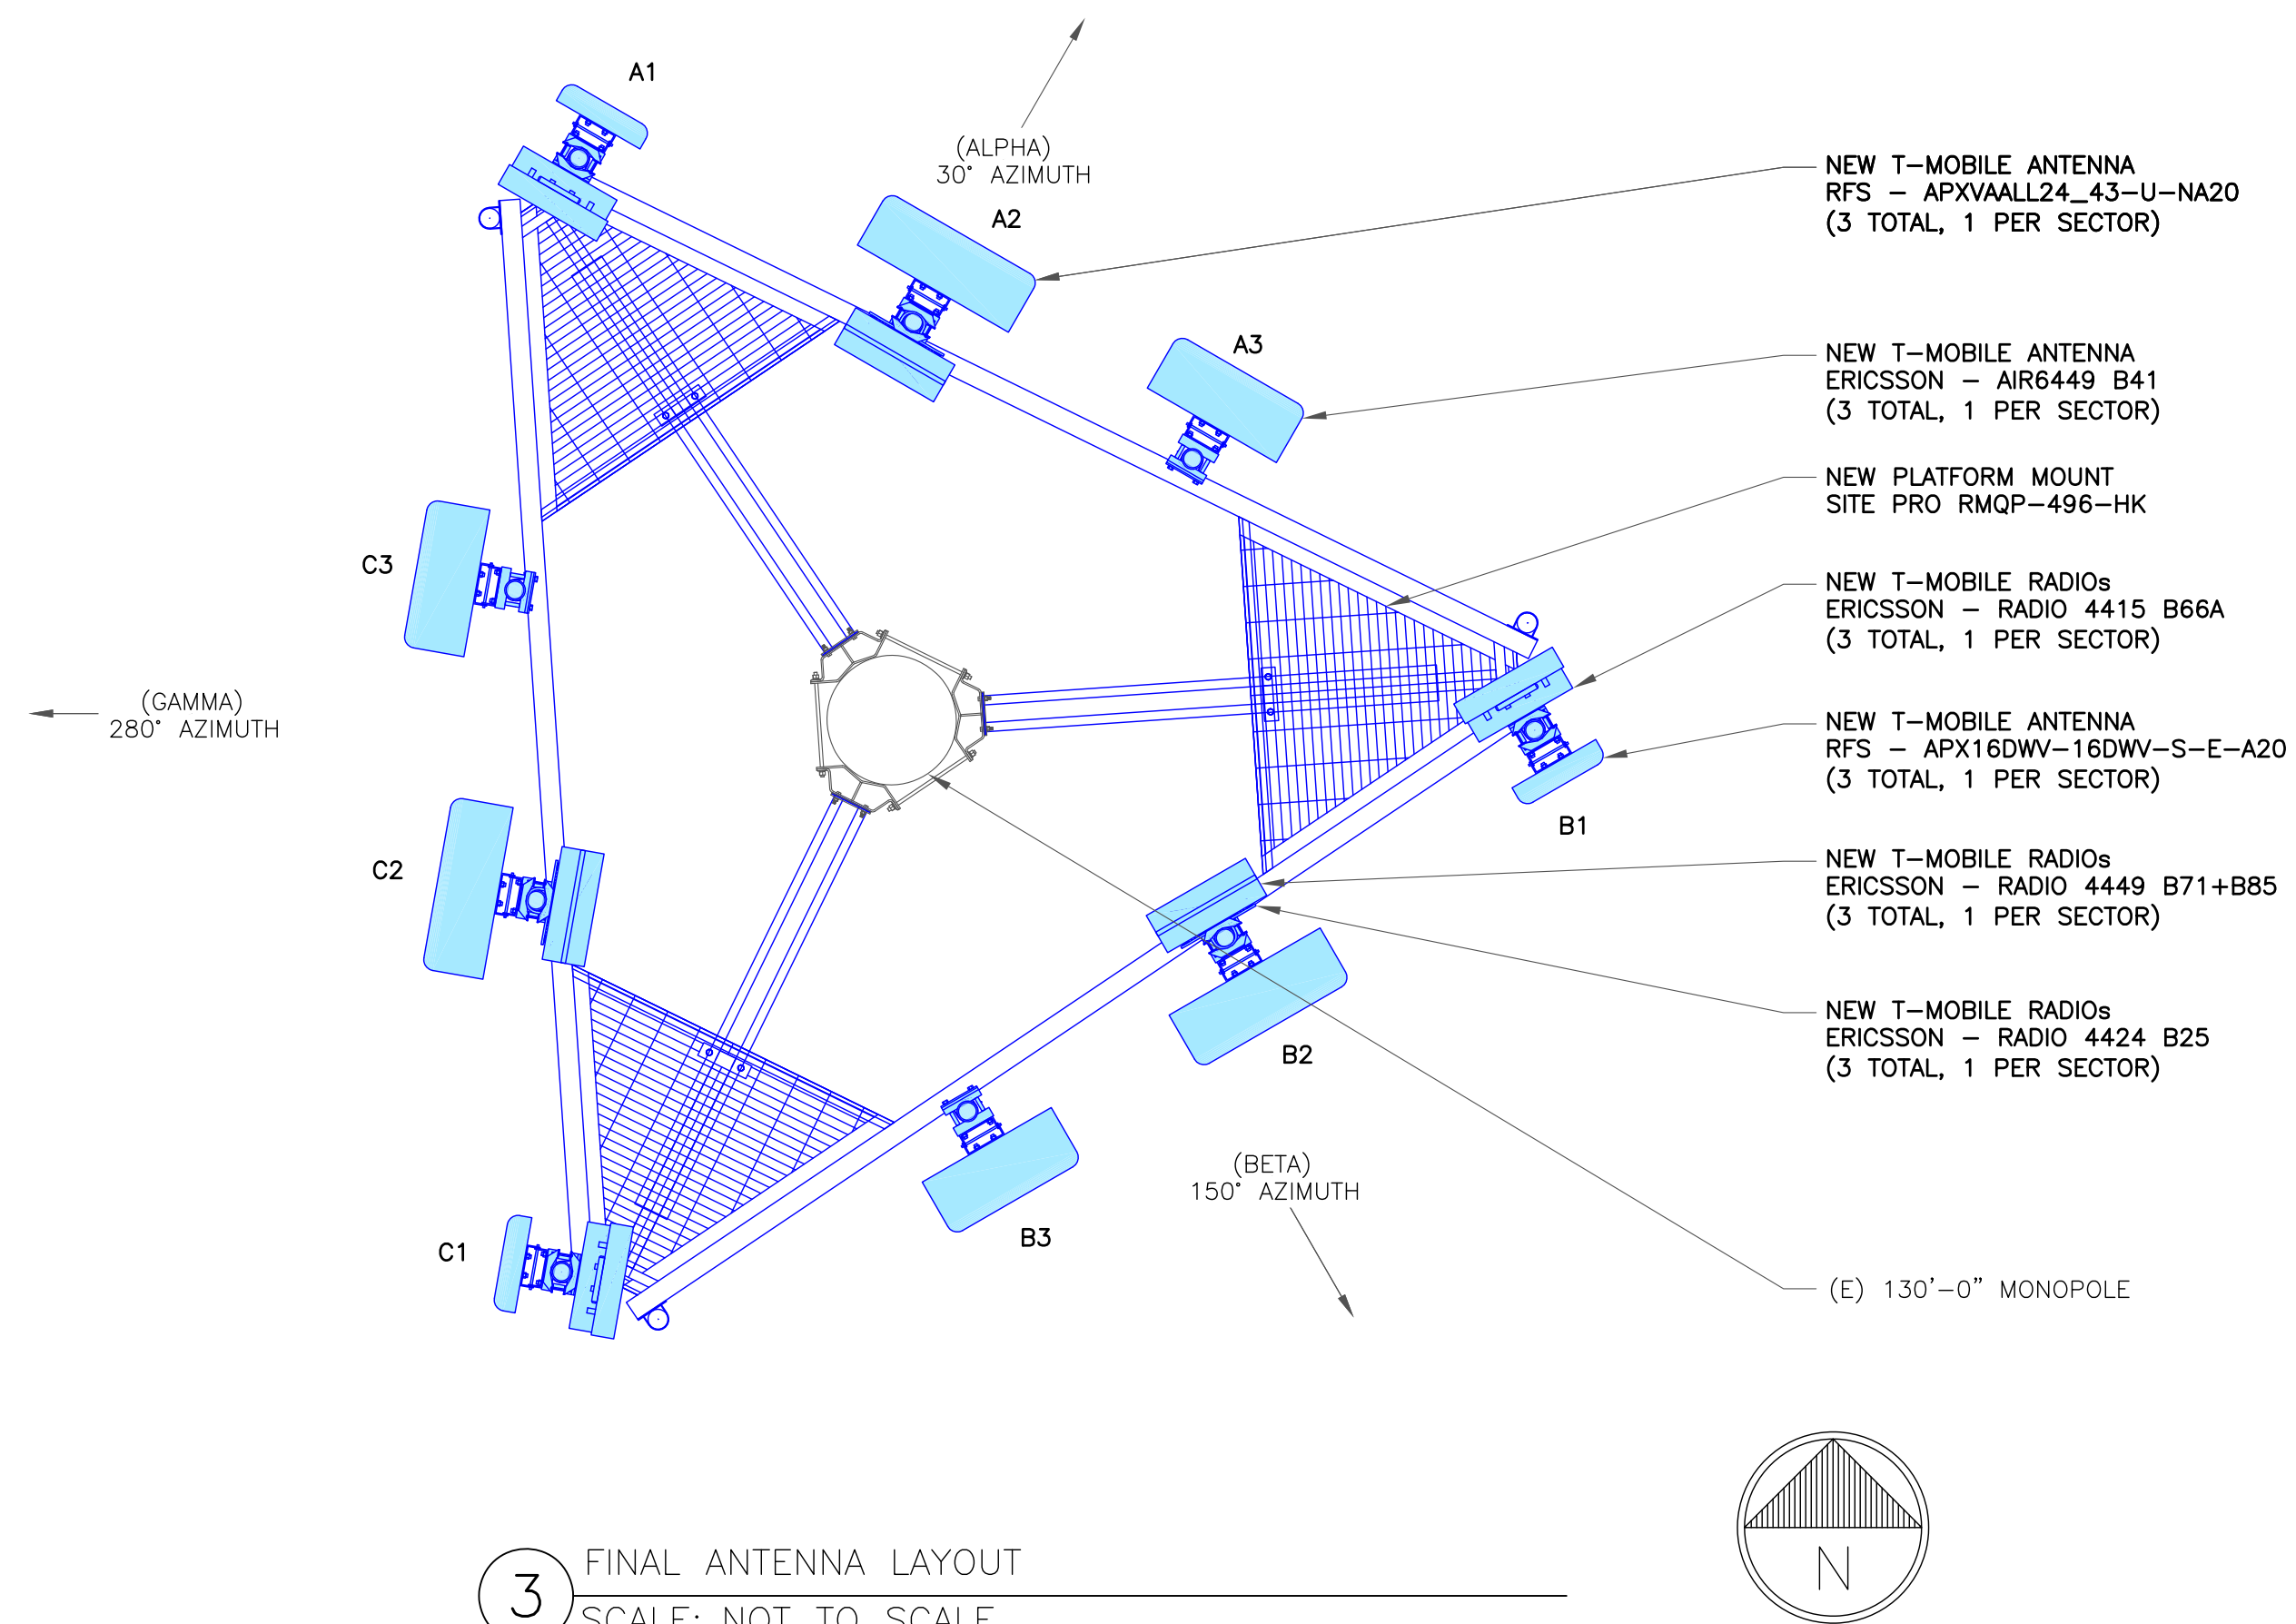 A1
(ALPHA)
30° AZIMUTH
A2
A3
C3
(GAMMA)
280° AZIMUTH
C2
C1
B1
B2
B3
(BETA)
150° AZIMUTH
NEW T-MOBILE ANTENNA
RFS - APXVAALL24_43-U-NA20
(3 TOTAL, 1 PER SECTOR)
NEW T-MOBILE ANTENNA
ERICSSON - AIR6449 B41
(3 TOTAL, 1 PER SECTOR)
NEW PLATFORM MOUNT
SITE PRO RMQP-496-HK
NEW T-MOBILE RADIOs
ERICSSON - RADIO 4415 B66A
(3 TOTAL, 1 PER SECTOR)
NEW T-MOBILE ANTENNA
RFS - APX16DWV-16DWV-S-E-A20
(3 TOTAL, 1 PER SECTOR)
NEW T-MOBILE RADIOs
ERICSSON - RADIO 4449 B71+B85
(3 TOTAL, 1 PER SECTOR)
NEW T-MOBILE RADIOs
ERICSSON - RADIO 4424 B25
(3 TOTAL, 1 PER SECTOR)
(E) 130'-0" MONOPOLE
N
3
FINAL ANTENNA LAYOUT
SCALE: NOT TO SCALE